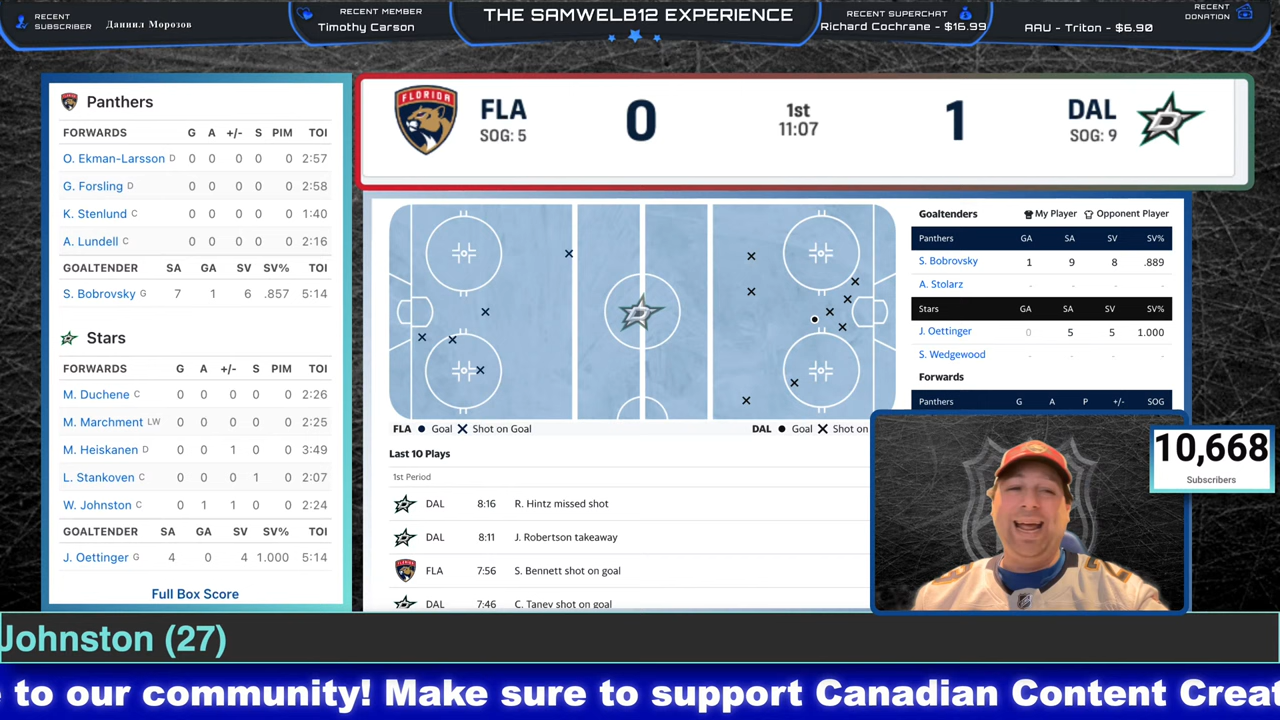 RECENT
SUBSCRIBER
Даниил Морозов
RECENT MEMBER
Timothy Carson
THE SAMWELB12 EXPERIENCE
RECENT SUPERCHAT
Richard Cochrane - $16.99
RECENT
DONATION
AAU - Triton - $6.90
Panthers
FORWARDS G A +/- S PIM TOI
O. Ekman-Larsson D 0 0 0 0 0 2:57
G. Forsling D 0 0 0 0 0 2:58
K. Stenlund C 0 0 0 0 0 1:40
A. Lundell C 0 0 0 0 0 2:16
GOALTENDER SA GA SV SV% TOI
S. Bobrovsky G 7 1 6 .857 5:14
Stars
FORWARDS G A +/- S PIM TOI
M. Duchene C 0 0 0 0 0 2:26
M. Marchment LW 0 0 0 0 0 2:25
M. Heiskanen D 0 0 1 0 0 3:49
L. Stankoven C 0 0 0 1 0 2:07
W. Johnston C 0 1 1 0 0 2:24
GOALTENDER SA GA SV SV% TOI
J. Oettinger G 4 0 4 1.000 5:14
Full Box Score
FLORIDA
FLA
SOG: 5
0
1st
11:07
1
DAL
SOG: 9
D
D
FLA Goal Shot on Goal
DAL Goal Shot on
Last 10 Plays
1st Period
DAL 8:16 R. Hintz missed shot
DAL 8:11 J. Robertson takeaway
FLA 7:56 S. Bennett shot on goal
DAL 7:46 C. Tanev shot on goal
Goaltenders My Player Opponent Player
Panthers GA SA SV SV%
S. Bobrovsky 1 9 8 .889
A. Stolarz - - - -
Stars GA SA SV SV%
J. Oettinger 0 5 5 1.000
S. Wedgewood - - - -
Forwards
Panthers G A P +/- SOG
10,668
Subscribers
Johnston (27)
e to our community! Make sure to support Canadian Content Creat